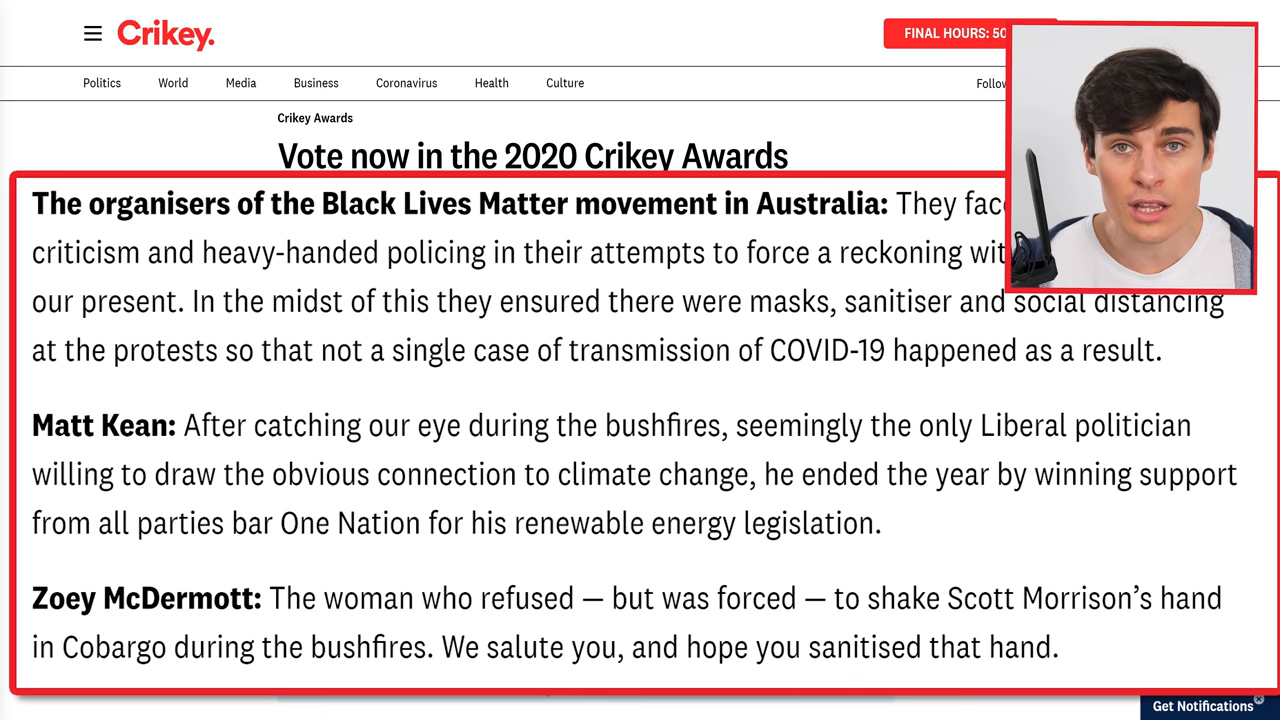 Crikey.
FINAL HOURS: 50
Politics World Media Business Coronavirus Health Culture Follow
Crikey Awards
Vote now in the 2020 Crikey Awards
The organisers of the Black Lives Matter movement in Australia: They
criticism and heavy-handed policing in their attempts to force a reckoning
our present. In the midst of this they ensured there were masks, sanitiser and social distancing
at the protests so that not a single case of transmission of COVID-19 happened as a result.
Matt Kean: After catching our eye during the bushfires, seemingly the only Liberal politician
willing to draw the obvious connection to climate change, he ended the year by winning support
from all parties bar One Nation for his renewable energy legislation.
Zoey McDermott: The woman who refused — but was forced — to shake Scott Morrison’s hand
in Cobargo during the bushfires. We salute you, and hope you sanitised that hand.
Get Notifications